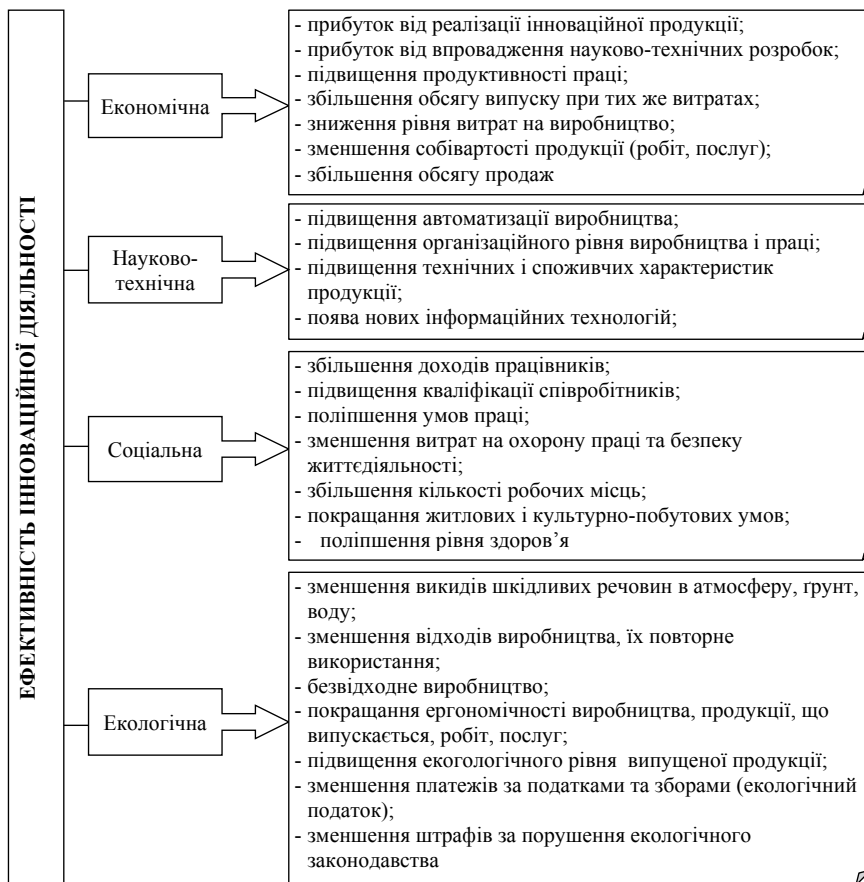 ЕФЕКТИВНІСТЬ ІННОВАЦІЙНОЇ ДІЯЛЬНОСТІ
Економічна
- прибуток від реалізації інноваційної продукції;
- прибуток від впровадження науково-технічних розробок;
- підвищення продуктивності праці;
- збільшення обсягу випуску при тих же витратах;
- зниження рівня витрат на виробництво;
- зменшення собівартості продукції (робіт, послуг);
- збільшення обсягу продаж
Науково-
технічна
- підвищення автоматизації виробництва;
- підвищення організаційного рівня виробництва і праці;
- підвищення технічних і споживчих характеристик
продукції;
- поява нових інформаційних технологій;
Соціальна
- збільшення доходів працівників;
- підвищення кваліфікації співробітників;
- поліпшення умов праці;
- зменшення витрат на охорону праці та безпеку
життєдіяльності;
- збільшення кількості робочих місць;
- покращання житлових і культурно-побутових умов;
- поліпшення рівня здоров’я
Екологічна
- зменшення викидів шкідливих речовин в атмосферу, ґрунт,
воду;
- зменшення відходів виробництва, їх повторне
використання;
- безвідходне виробництво;
- покращання ергономічності виробництва, продукції, що
випускається, робіт, послуг;
- підвищення екогологічного рівня випущеної продукції;
- зменшення платежів за податками та зборами (екологічний
податок);
- зменшення штрафів за порушення екологічного
законодавства